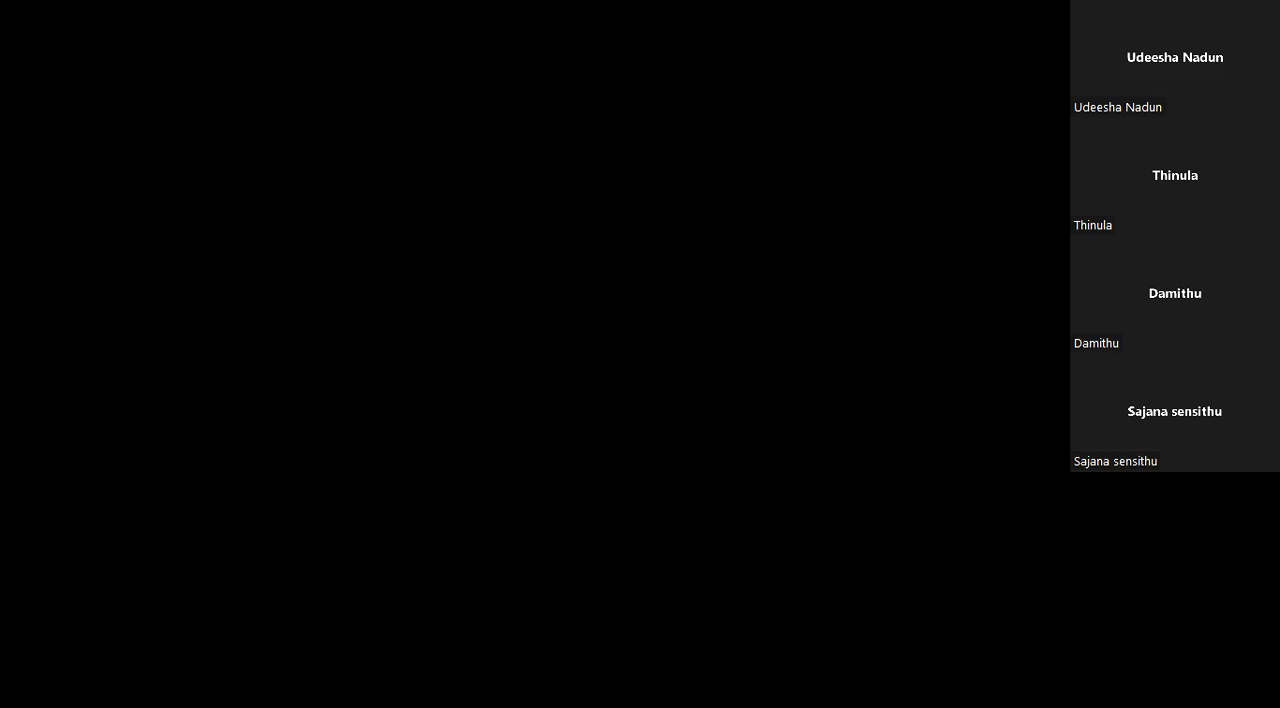 Udeesha Nadun
Udeesha Nadun
Thinula
Thinula
Damithu
Damithu
Sajana sensithu
Sajana sensithu